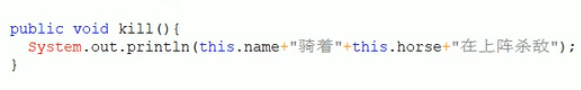 public void kill(){
System.out.println(this.name+"骑着"+this.horse+"在上阵杀敌");
}